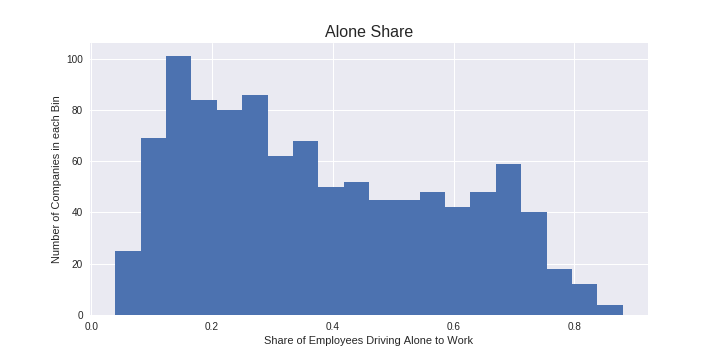 Alone Share
Number of Companies in each Bin
100
80
60
40
20
0
0.0 0.2 0.4 0.6 0.8
Share of Employees Driving Alone to Work